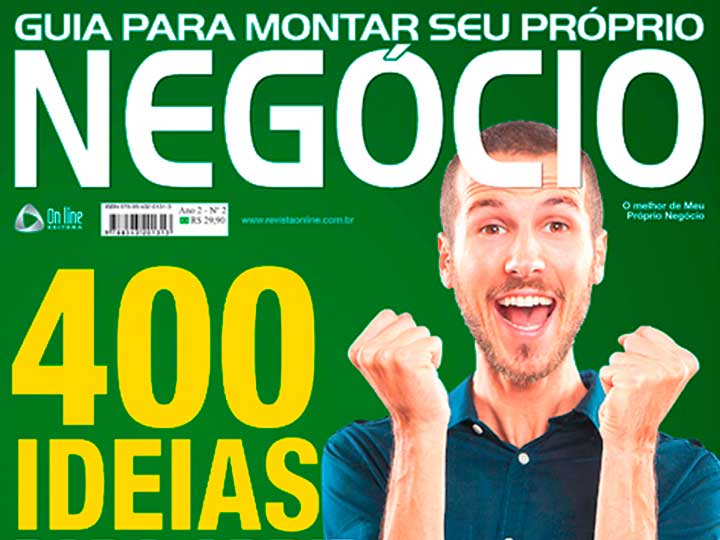 GUIA PARA MONTAR SEU PRÓPRIO
NEGÓCIO
On line
EDITORA
Ano 2 - Nº 2
R$ 29,90
www.revistaonline.com.br
O melhor de Meu
Próprio Negócio
400
IDEIAS